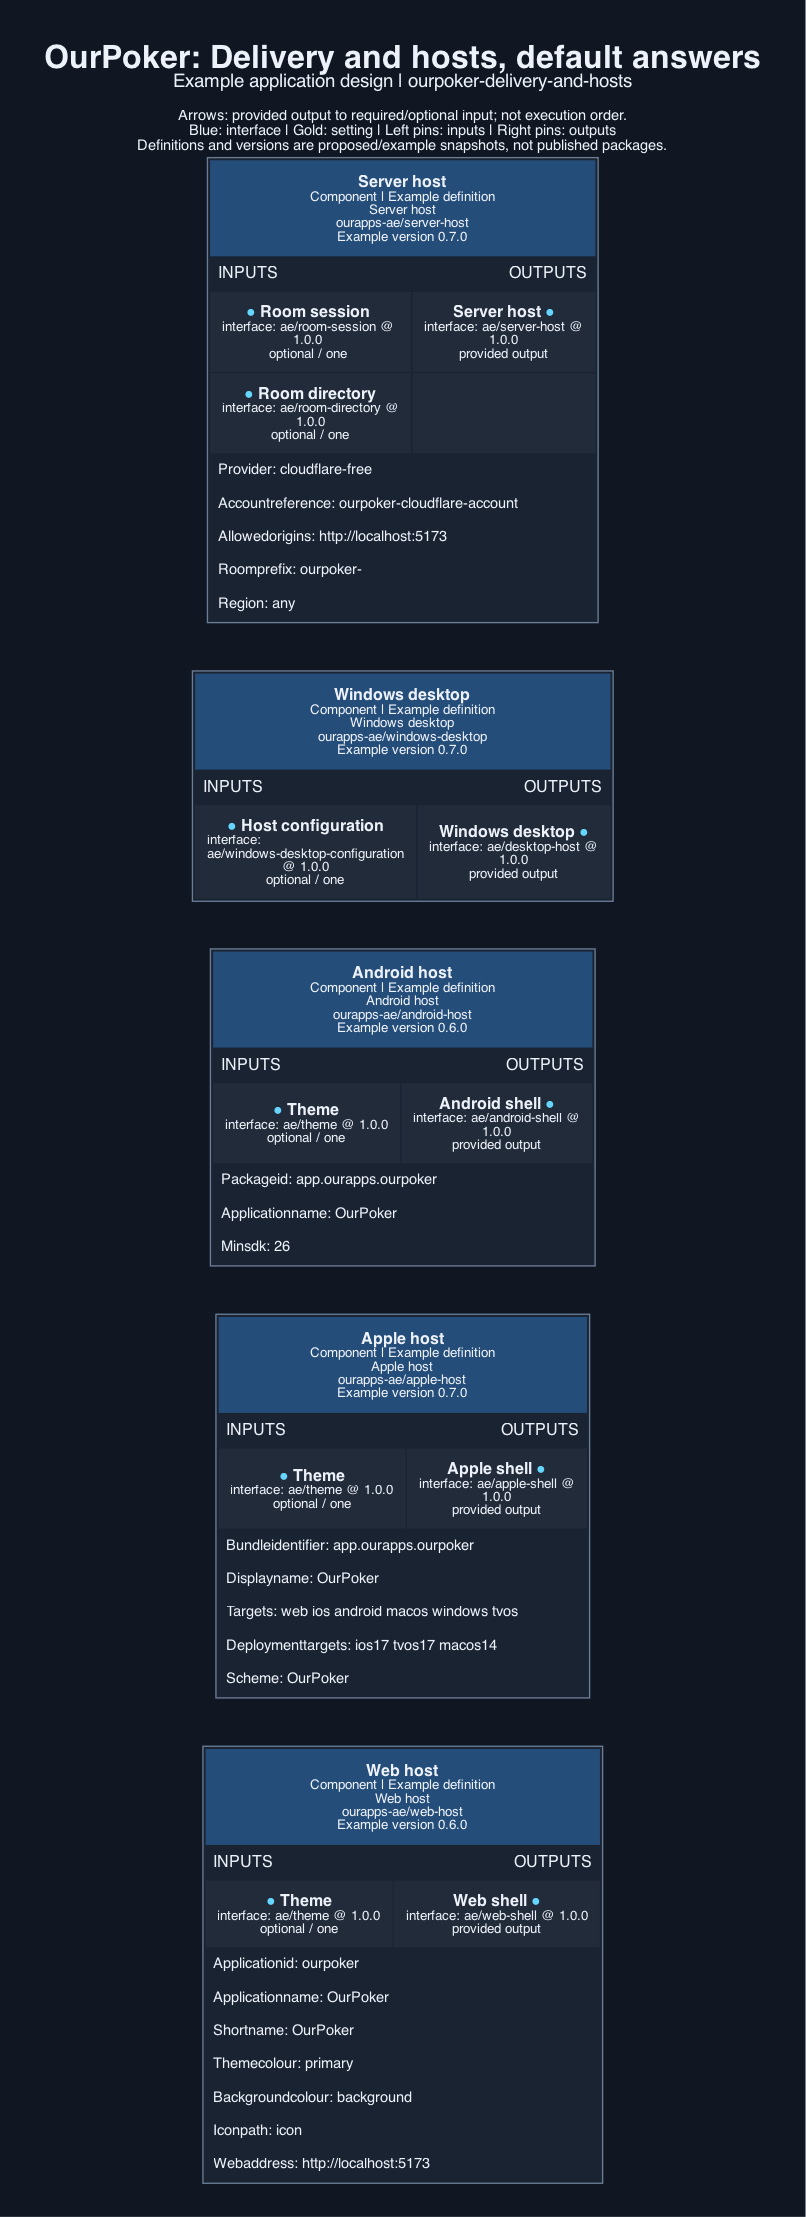 OurPoker: Delivery and hosts, default answers
Example application design | ourpoker-delivery-and-hosts
Arrows: provided output to required/optional input; not execution order.
Blue: interface | Gold: setting | Left pins: inputs | Right pins: outputs
Definitions and versions are proposed/example snapshots, not published packages.
Server host
Component | Example definition
Server host
ourapps-ae/server-host
Example version 0.7.0
INPUTS
OUTPUTS
● Room session
interface: ae/room-session @
1.0.0
optional / one
Server host ●
interface: ae/server-host @
1.0.0
provided output
● Room directory
interface: ae/room-directory @
1.0.0
optional / one
Provider: cloudflare-free
Accountreference: ourpoker-cloudflare-account
Allowedorigins: http://localhost:5173
Roomprefix: ourpoker-
Region: any
Windows desktop
Component | Example definition
Windows desktop
ourapps-ae/windows-desktop
Example version 0.7.0
INPUTS
OUTPUTS
● Host configuration
interface:
ae/windows-desktop-configuration
@ 1.0.0
optional / one
Windows desktop ●
interface: ae/desktop-host @
1.0.0
provided output
Android host
Component | Example definition
Android host
ourapps-ae/android-host
Example version 0.6.0
INPUTS
OUTPUTS
● Theme
interface: ae/theme @ 1.0.0
optional / one
Android shell ●
interface: ae/android-shell @
1.0.0
provided output
Packageid: app.ourapps.ourpoker
Applicationname: OurPoker
Minsdk: 26
Apple host
Component | Example definition
Apple host
ourapps-ae/apple-host
Example version 0.7.0
INPUTS
OUTPUTS
● Theme
interface: ae/theme @ 1.0.0
optional / one
Apple shell ●
interface: ae/apple-shell @
1.0.0
provided output
Bundleidentifier: app.ourapps.ourpoker
Displayname: OurPoker
Targets: web ios android macos windows tvos
Deploymenttargets: ios17 tvos17 macos14
Scheme: OurPoker
Web host
Component | Example definition
Web host
ourapps-ae/web-host
Example version 0.6.0
INPUTS
OUTPUTS
● Theme
interface: ae/theme @ 1.0.0
optional / one
Web shell ●
interface: ae/web-shell @ 1.0.0
provided output
Applicationid: ourpoker
Applicationname: OurPoker
Shortname: OurPoker
Themecolour: primary
Backgroundcolour: background
Iconpath: icon
Webaddress: http://localhost:5173